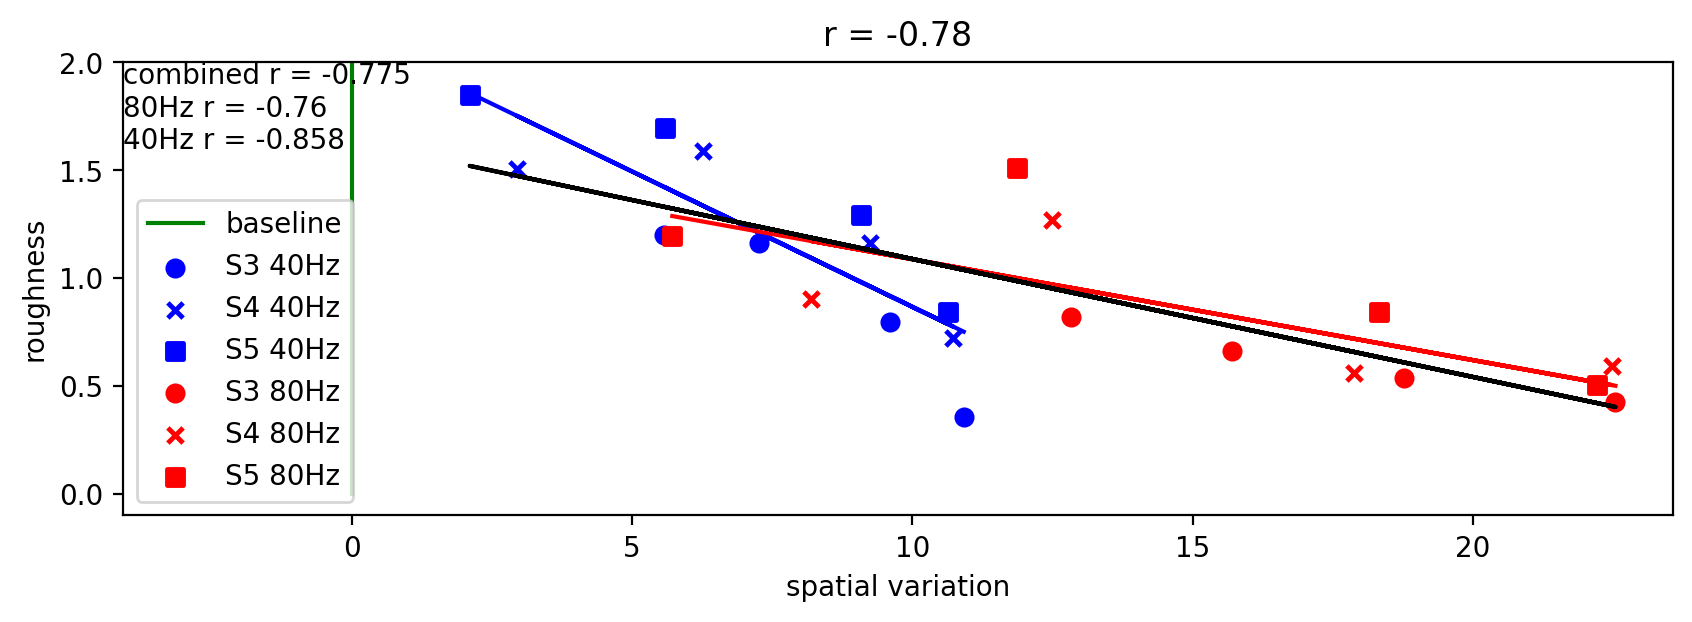 r = -0.78
combined r = -0.775
80Hz r = -0.76
40Hz r = -0.858
2.0
1.5
1.0
0.5
0.0
roughness
baseline
S3 40Hz
S4 40Hz
S5 40Hz
S3 80Hz
S4 80Hz
S5 80Hz
0 5 10 15 20
spatial variation